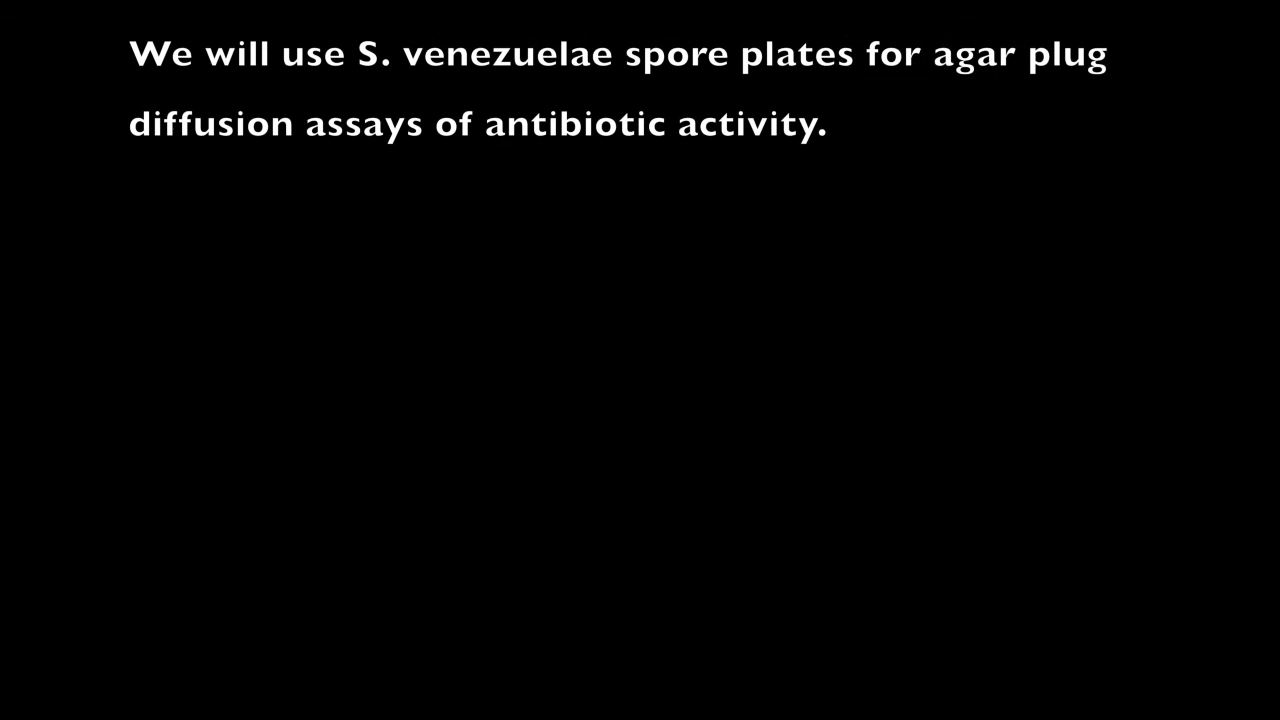 We will use S. venezuelae spore plates for agar plug
diffusion assays of antibiotic activity.